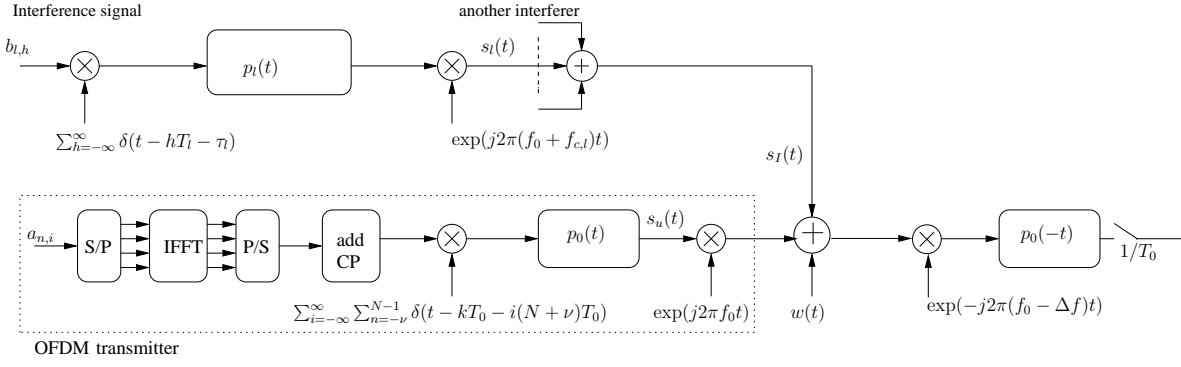 Interference signal
another interferer
b_{l,h}
×
p_l(t)
×
s_l(t)
+
∑_{h=-∞}^{∞} δ(t − hT_l − τ_l)
exp(j2π(f_0 + f_{c,l})t)
s_I(t)
a_{n,i}
S/P
IFFT
P/S
add
CP
×
p_0(t)
s_u(t)
×
+
×
p_0(−t)
1/T_0
∑_{i=-∞}^{∞} ∑_{n=-ν}^{N-1} δ(t − kT_0 − i(N + ν)T_0)
exp(j2πf_0t)
w(t)
exp(−j2π(f_0 − Δf)t)
OFDM transmitter